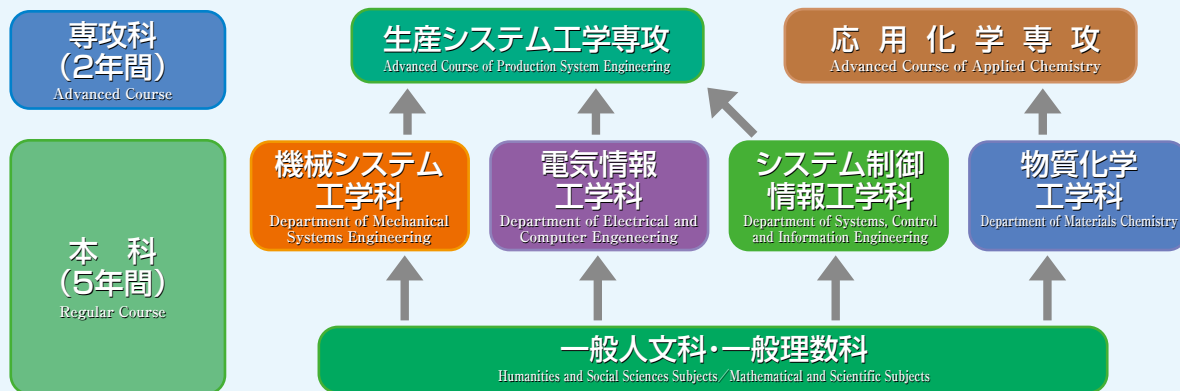 専攻科
（2年間）
Advanced Course
生産システム工学専攻
Advanced Course of Production System Engineering
応用化学専攻
Advanced Course of Applied Chemistry
本科
（5年間）
Regular Course
機械システム
工学科
Department of Mechanical
Systems Engineering
電気情報
工学科
Department of Electrical and
Computer Engeneering
システム制御
情報工学科
Department of Systems, Control
and Information Engineering
物質化学
工学科
Department of Materials Chemistry
一般人文科・一般理数科
Humanities and Social Sciences Subjects／Mathematical and Scientific Subjects